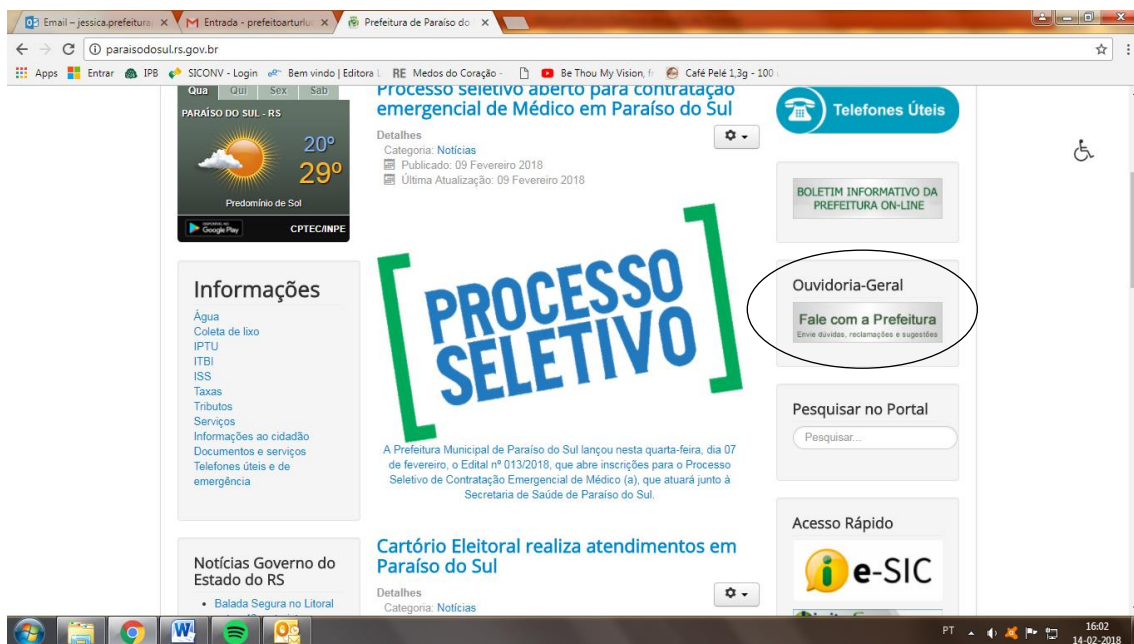 Email – jessica.prefeitura
Entrada - prefeitoarturlu
Prefeitura de Paraiso do
paraisodosul.rs.gov.br
Apps
Entrar
IPB
SICONV - Login
Bem vindo | Editora
RE Medos do Coração -
Be Thou My Vision, f
Café Pelé 1,3g - 100
Qua Qui Sex Sab
PARAÍSO DO SUL - RS
20º
29º
Predomínio de Sol
Google Play
CPTEC/INPE
Informações
Água
Coleta de lixo
IPTU
ITBI
ISS
Taxas
Tributos
Serviços
Informações ao cidadão
Documentos e serviços
Telefones úteis e de
emergência
Notícias Governo do
Estado do RS
Balada Segura no Litoral
Processo seletivo aberto para contratação
emergencial de Médico em Paraíso do Sul
Detalhes
Categoria: Notícias
Publicado: 09 Fevereiro 2018
Última Atualização: 09 Fevereiro 2018
PROCESSO
SELETIVO
A Prefeitura Municipal de Paraíso do Sul lançou nesta quarta-feira, dia 07
de fevereiro, o Edital nº 013/2018, que abre inscrições para o Processo
Seletivo de Contratação Emergencial de Médico (a), que atuará junto à
Secretaria de Saúde de Paraíso do Sul.
Cartório Eleitoral realiza atendimentos em
Paraíso do Sul
Detalhes
Categoria: Notícias
Telefones Úteis
BOLETIM INFORMATIVO DA
PREFEITURA ON-LINE
Ouvidoria-Geral
Fale com a Prefeitura
Envie dúvidas, reclamações e sugestões
Pesquisar no Portal
Pesquisar...
Acesso Rápido
e-SIC
PT
16:02
14-02-2018